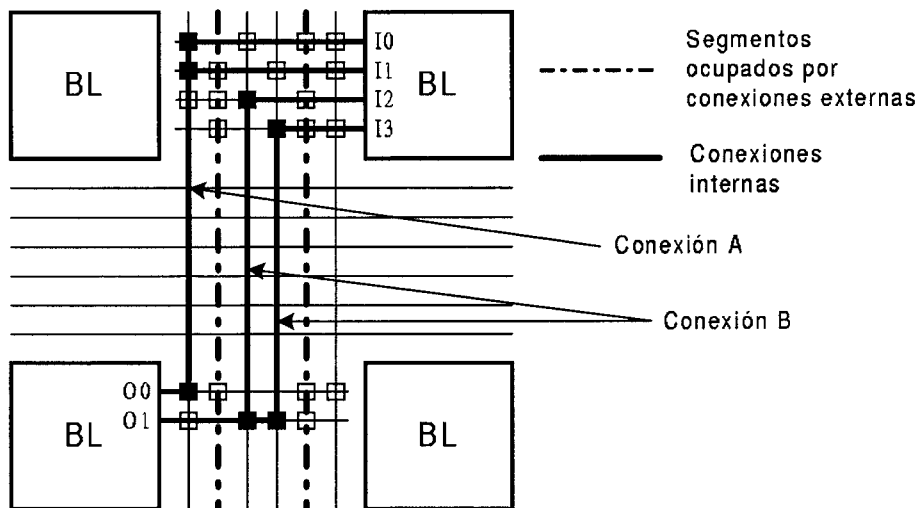 BL
I0
I1
I2
I3
BL
Segmentos
ocupados por
conexiones externas
Conexiones
internas
Conexión A
Conexión B
BL
O0
O1
BL